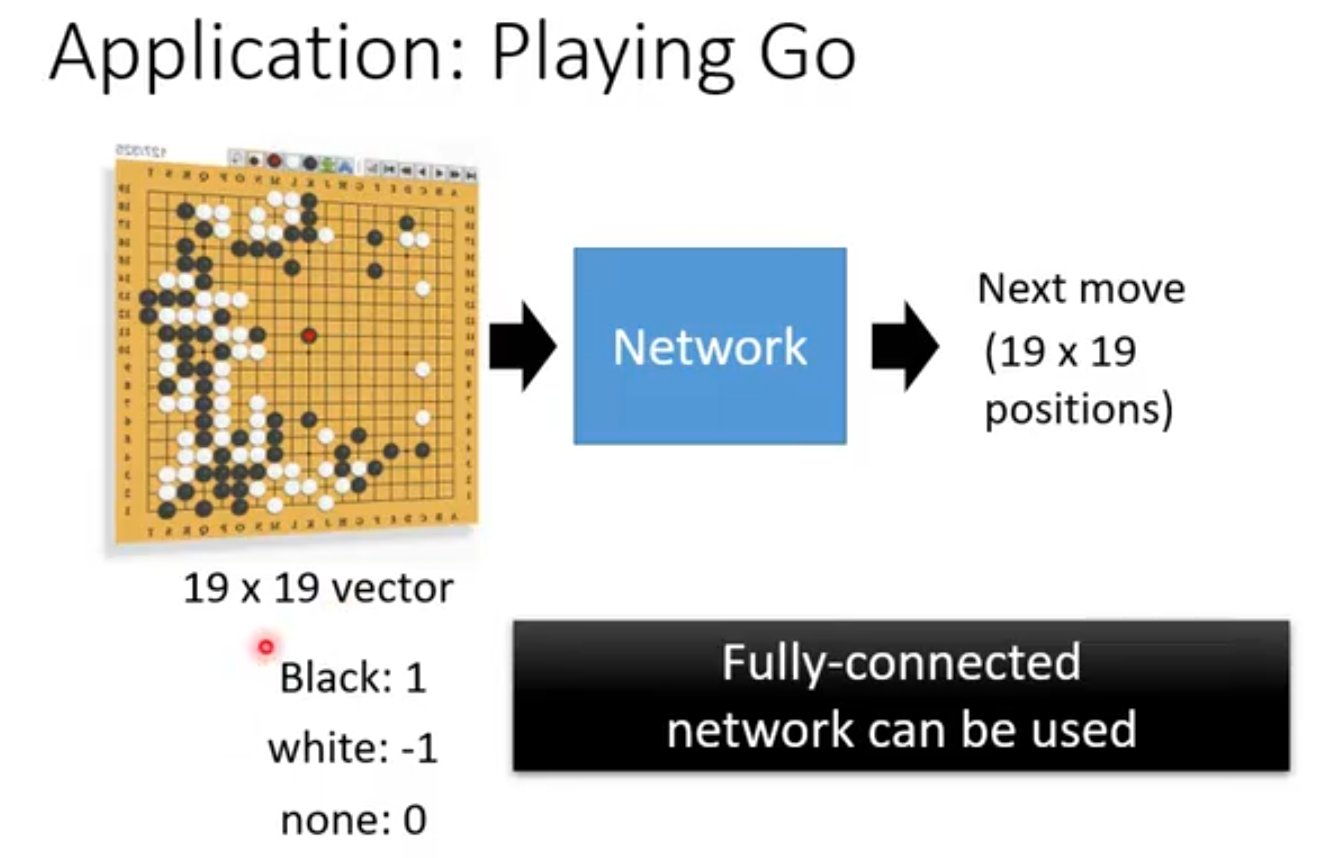 Application: Playing Go
Network
Next move
(19 x 19
positions)
19 x 19 vector
Black: 1
white: -1
none: 0
Fully-connected
network can be used